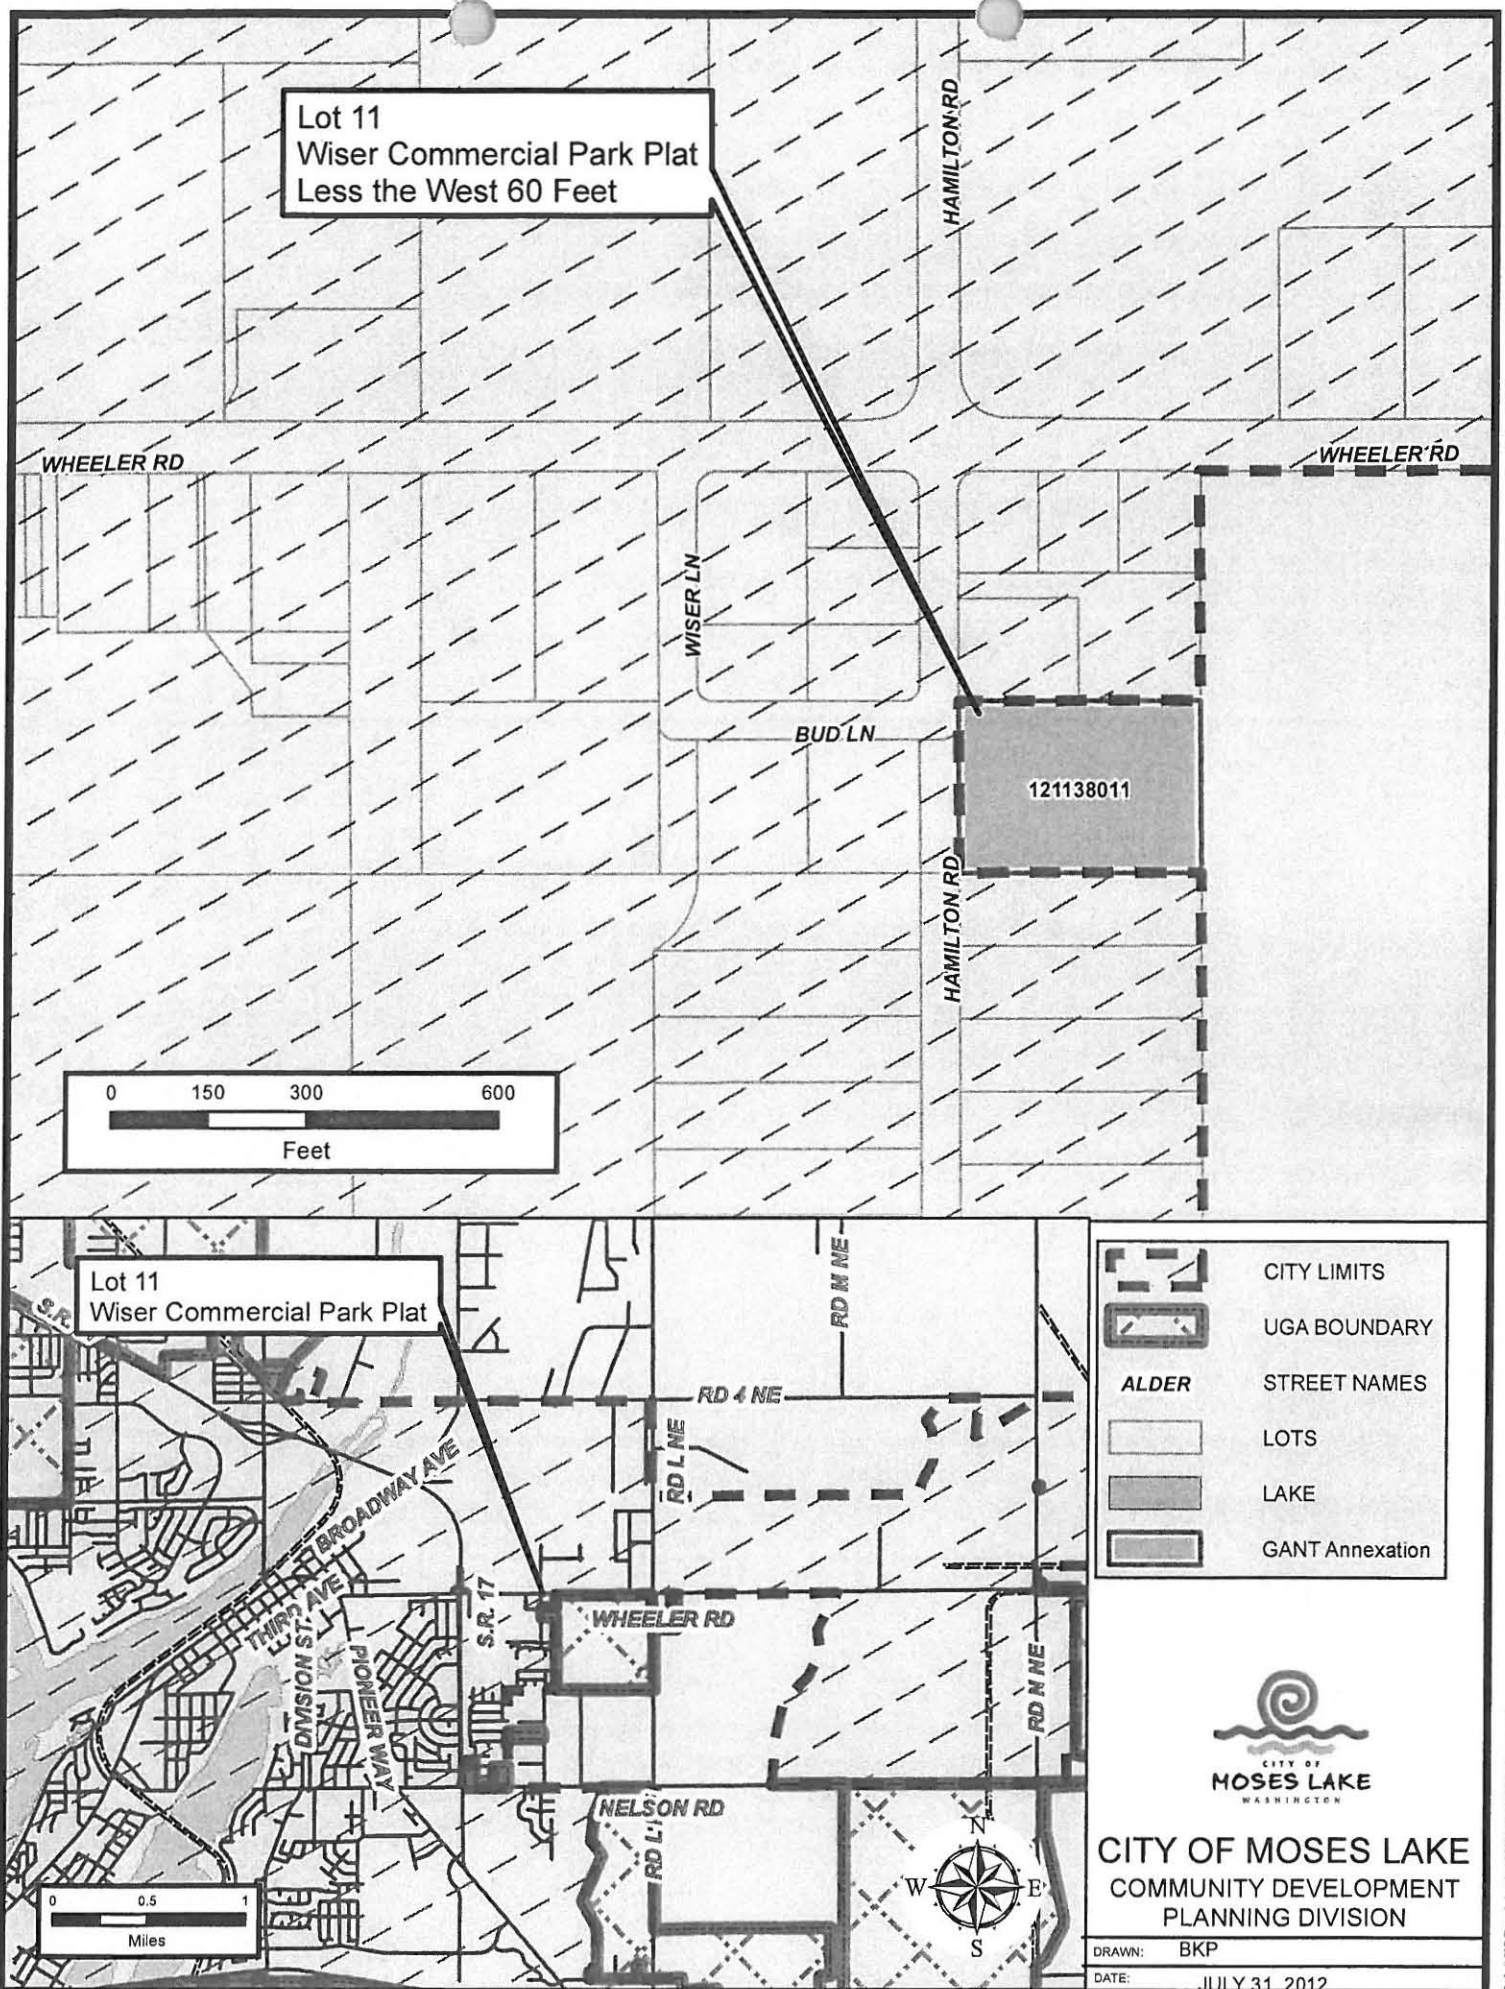 Lot 11
Wiser Commercial Park Plat
Less the West 60 Feet
HAMILTON RD
WHEELER RD
WHEELER RD
WISER LN
BUD LN
121138011
HAMILTON RD
0 150 300 600
Feet
Lot 11
Wiser Commercial Park Plat
S.R.
RD M NE
RD 4 NE
RD L NE
BROADWAY AVE
THIRD AVE
DIVISION ST.
PIONEER WAY
S.R. 17
WHEELER RD
RD N NE
NELSON RD
RD L
N
W E
S
0 0.5 1
Miles
CITY LIMITS
UGA BOUNDARY
ALDER STREET NAMES
LOTS
LAKE
GANT Annexation
CITY OF
MOSES LAKE
WASHINGTON
CITY OF MOSES LAKE
COMMUNITY DEVELOPMENT
PLANNING DIVISION
DRAWN: BKP
DATE: JULY 31, 2012